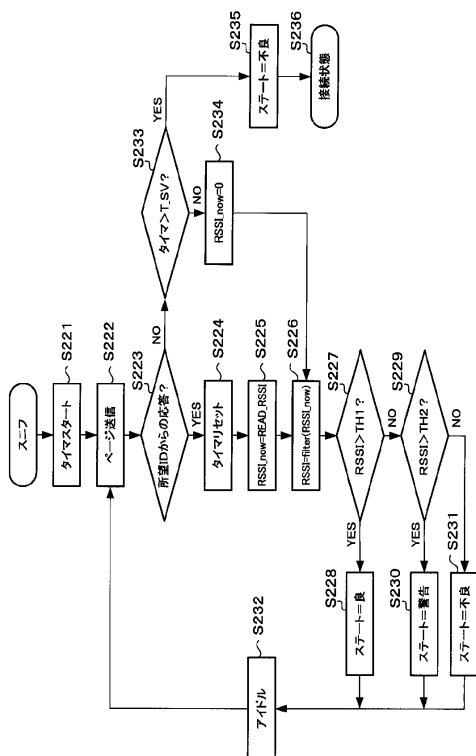 スニフ
S221
タイマスタート
S222
ページ送信
S223
所望IDからの応答?
NO
YES
S233
タイマ>T_SV?
YES
NO
S235
ステート=不良
S236
接続状態
S234
RSSI_now=0
S224
タイマリセット
S225
RSSI_now=READ_RSSI
S226
RSSI=filter(RSSI_now)
S227
RSSI>TH1?
YES
NO
S228
ステート=良
S229
RSSI>TH2?
YES
NO
S230
ステート=警告
S231
ステート=不良
S232
アイドル